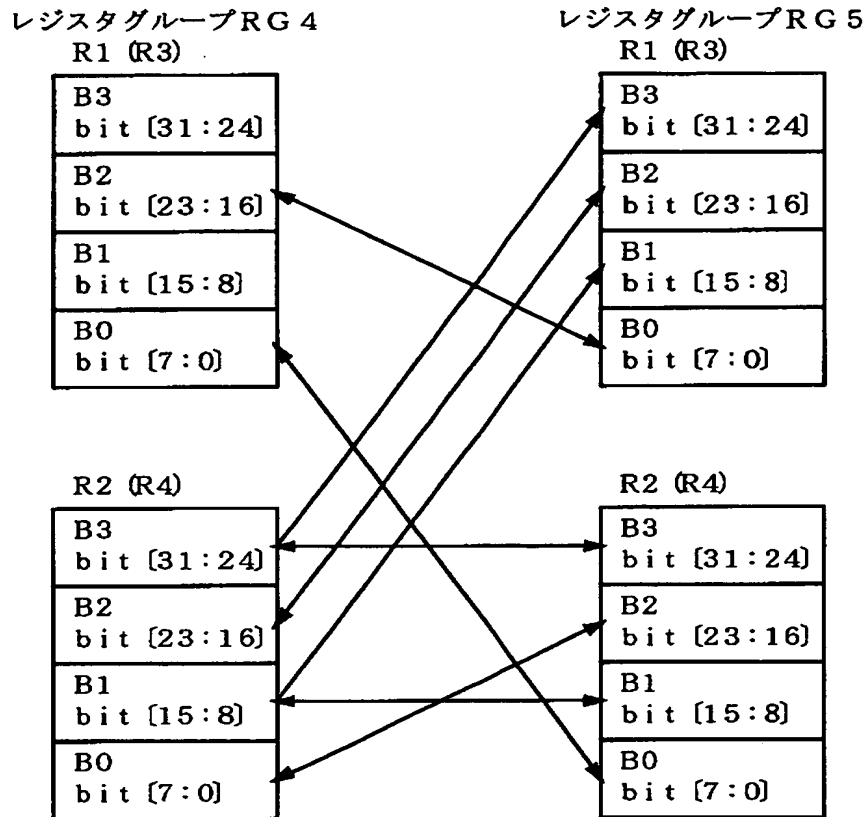 レジスタグループRG4
R1 (R3)
B3
bit [31:24]
B2
bit [23:16]
B1
bit [15:8]
B0
bit [7:0]
R2 (R4)
B3
bit [31:24]
B2
bit [23:16]
B1
bit [15:8]
B0
bit [7:0]
レジスタグループRG5
R1 (R3)
B3
bit [31:24]
B2
bit [23:16]
B1
bit [15:8]
B0
bit [7:0]
R2 (R4)
B3
bit [31:24]
B2
bit [23:16]
B1
bit [15:8]
B0
bit [7:0]